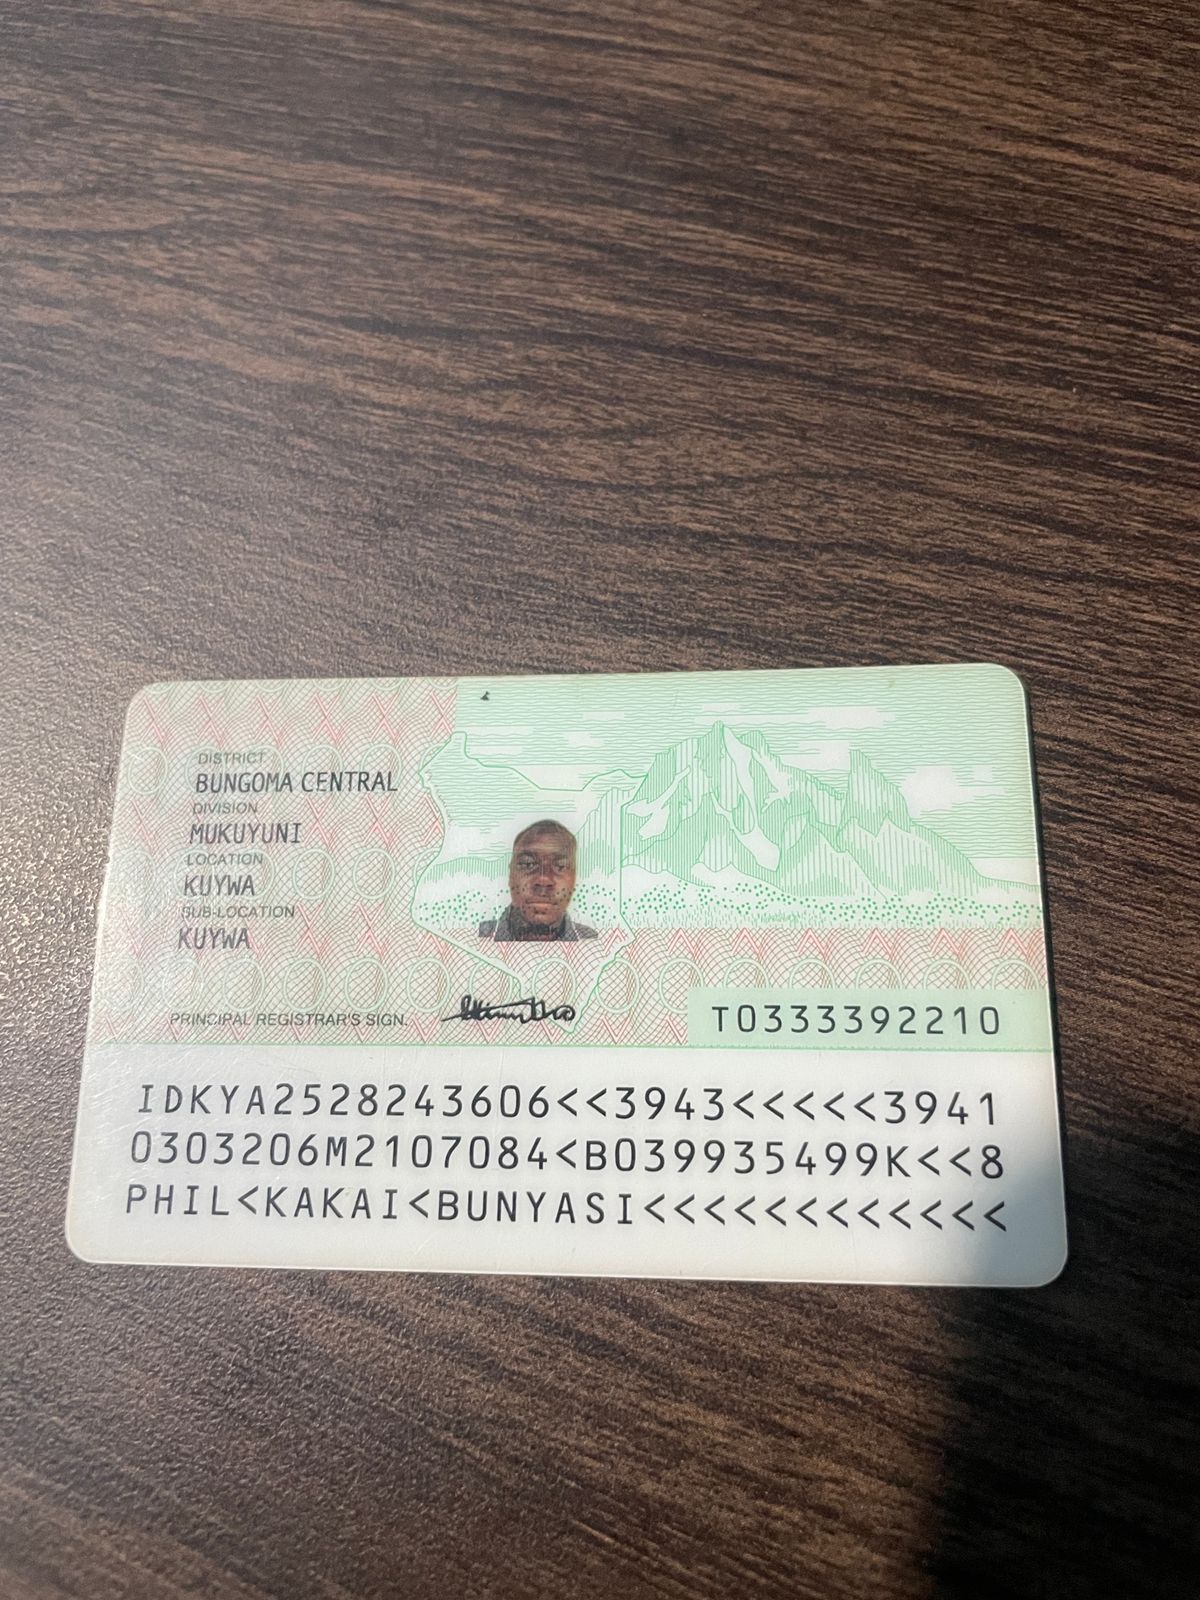 DISTRICT
BUNGOMA CENTRAL
DIVISION
MUKUYUNI
LOCATION
KUYWA
SUB-LOCATION
KUYWA
PRINCIPAL REGISTRAR'S SIGN.
T0333392210
IDKYA2528243606<<3943<<<<<3941
0303206M2107084<B039935499K<<8
PHIL<KAKAI<BUNYASI<<<<<<<<<<<<